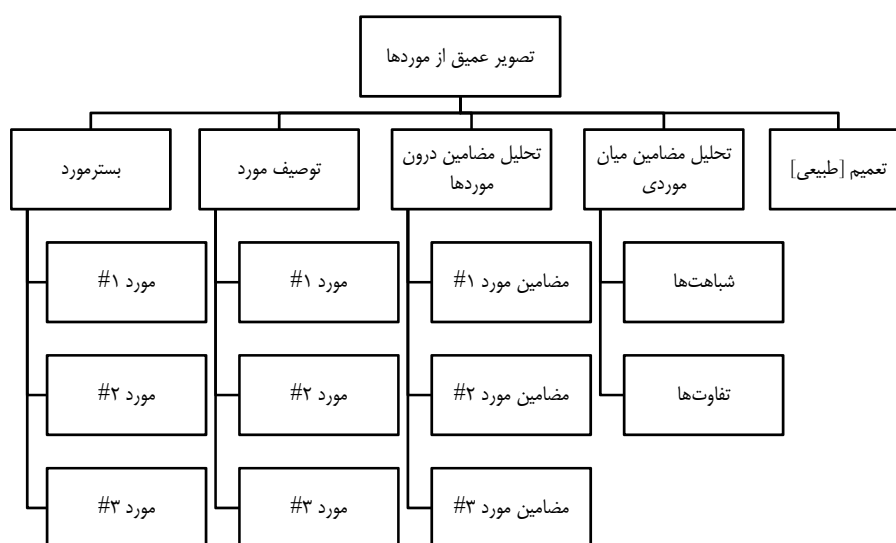 تصویر عمیق از موردها
تعمیم [طبیعی]
تحلیل مضامین میان
موردی
تحلیل مضامین درون
موردها
توصیف مورد
بسترمورد
شباهت‌ها
مضامین مورد ۱#
مورد ۱#
مورد ۱#
تفاوت‌ها
مضامین مورد ۲#
مورد ۲#
مورد ۲#
مضامین مورد ۳#
مورد ۳#
مورد ۳#